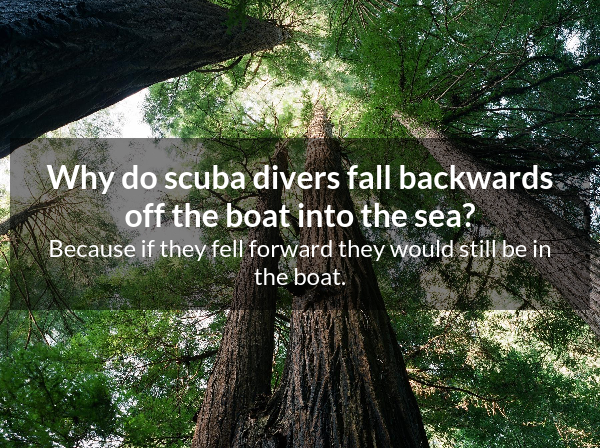 Why do scuba divers fall backwards
off the boat into the sea?
Because if they fell forward they would still be in
the boat.